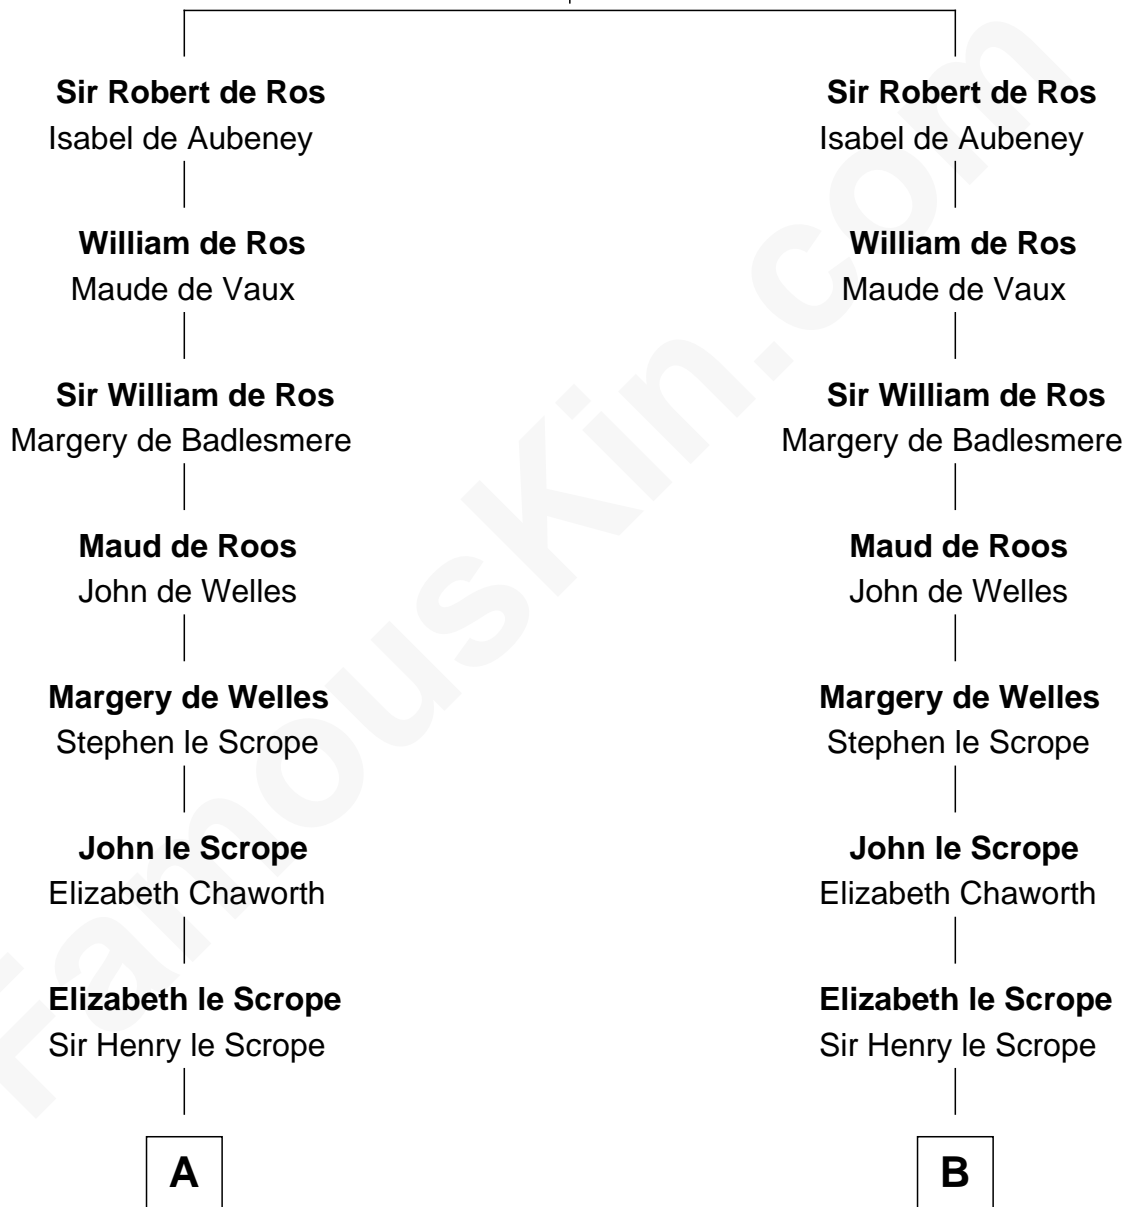 Sir Robert de Ros
Isabel de Aubeney
William de Ros
Maude de Vaux
Sir William de Ros
Margery de Badlesmere
Maud de Roos
John de Welles
Margery de Welles
Stephen le Scrope
John le Scrope
Elizabeth Chaworth
Elizabeth le Scrope
Sir Henry le Scrope
A
Sir Robert de Ros
Isabel de Aubeney
William de Ros
Maude de Vaux
Sir William de Ros
Margery de Badlesmere
Maud de Roos
John de Welles
Margery de Welles
Stephen le Scrope
John le Scrope
Elizabeth Chaworth
Elizabeth le Scrope
Sir Henry le Scrope
B
FamousKin.com